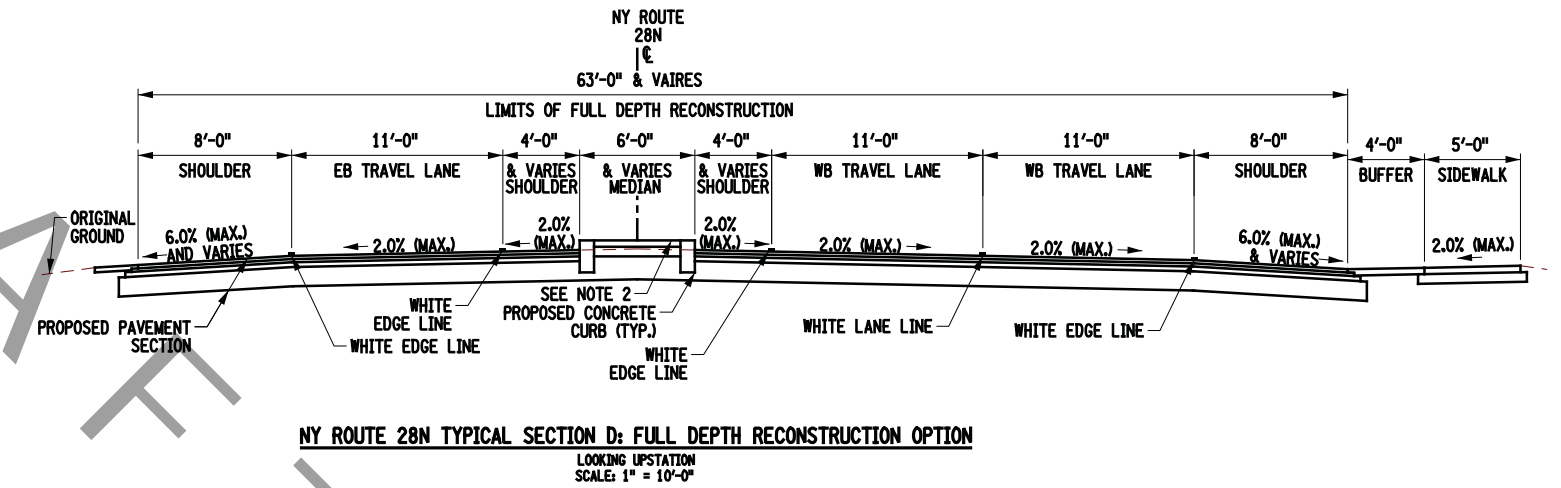 NY ROUTE
28N
℄
63'-0" & VAIRES
LIMITS OF FULL DEPTH RECONSTRUCTION
8'-0"
SHOULDER
11'-0"
EB TRAVEL LANE
4'-0"
& VARIES
SHOULDER
6'-0"
& VARIES
MEDIAN
4'-0"
& VARIES
SHOULDER
11'-0"
WB TRAVEL LANE
11'-0"
WB TRAVEL LANE
8'-0"
SHOULDER
4'-0"
BUFFER
5'-0"
SIDEWALK
ORIGINAL
GROUND
6.0% (MAX.)
AND VARIES
2.0% (MAX.)
2.0%
(MAX.)
2.0%
(MAX.)
2.0% (MAX.)
2.0% (MAX.)
6.0% (MAX.)
& VARIES
2.0% (MAX.)
PROPOSED PAVEMENT
SECTION
WHITE EDGE LINE
WHITE
EDGE LINE
SEE NOTE 2
PROPOSED CONCRETE
CURB (TYP.)
WHITE
EDGE LINE
WHITE LANE LINE
WHITE EDGE LINE
NY ROUTE 28N TYPICAL SECTION D: FULL DEPTH RECONSTRUCTION OPTION
LOOKING UPSTATION
SCALE: 1" = 10'-0"